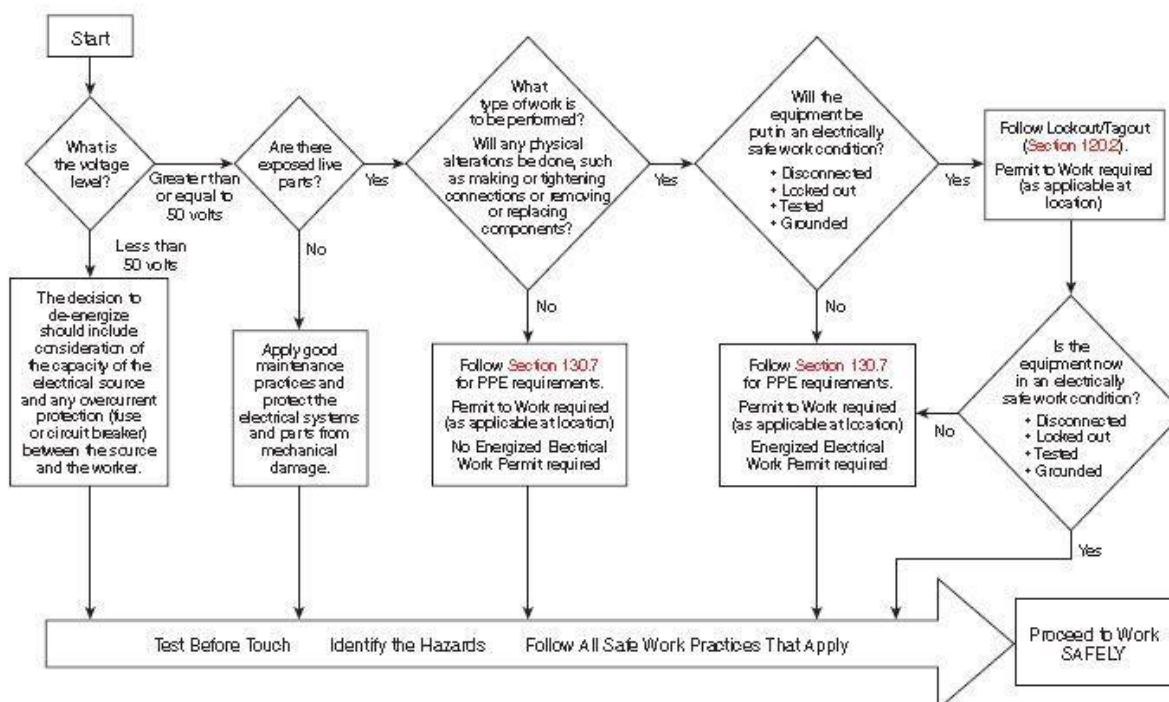 Start
What is
the voltage
level?
Greater than
or equal to
50 volts
Less than
50 volts
The decision to
de-energize
should include
consideration of
the capacity of the
electrical source
and any overcurrent
protection (fuse
or circuit breaker)
between the source
and the worker.
Are there
exposed live
parts?
Yes
No
Apply good
maintenance
practices and
protect the
electrical systems
and parts from
mechanical
damage.
What
type of work is
to be performed?
Will any physical
alterations be done, such
as making or tightening
connections or removing
or replacing
components?
Yes
No
Follow Section 130.7
for PPE requirements.
Permit to Work required
(as applicable at location)
No Energized Electrical
Work Permit required
Will the
equipment be
put in an electrically
safe work condition?
• Disconnected
• Locked out
• Tested
• Grounded
Yes
No
Follow Section 130.7
for PPE requirements.
Permit to Work required
(as applicable at location)
Energized Electrical
Work Permit required
Follow Lockout/Tagout
(Section 120.2).
Permit to Work required
(as applicable at
location)
Is the
equipment now
in an electrically
safe work condition?
• Disconnected
• Locked out
• Tested
• Grounded
No
Yes
Test Before Touch Identify the Hazards Follow All Safe Work Practices That Apply
Proceed to Work
SAFELY